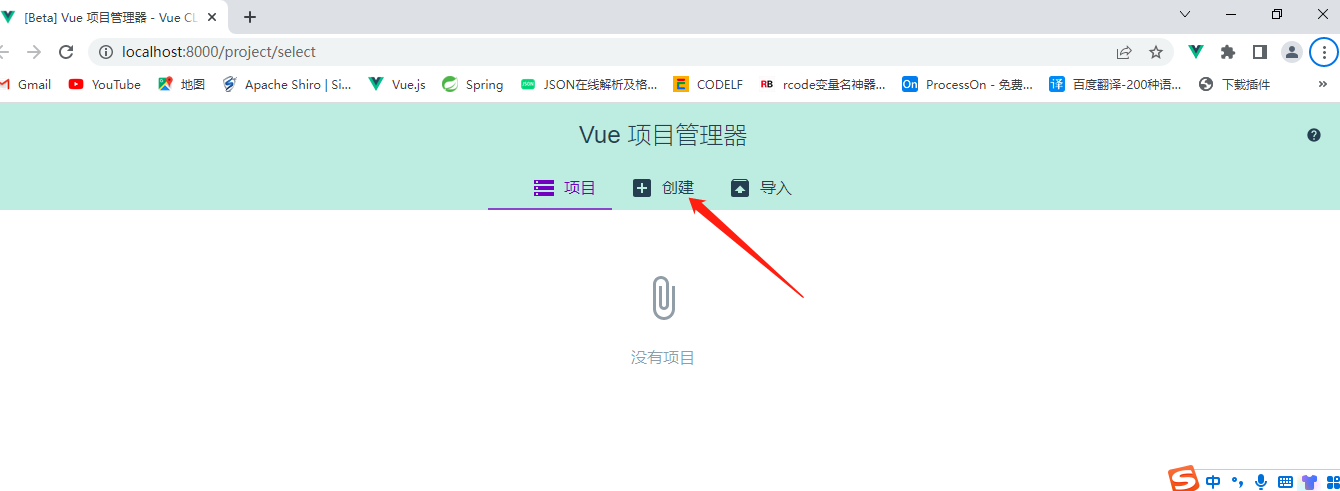 [Beta] Vue 项目管理器 - Vue CL
localhost:8000/project/select
Gmail YouTube 地图 Apache Shiro | Si... Vue.js Spring JSON JSON在线解析及格... CODELF RB rcode变量名神器... On ProcessOn - 免费... 译 百度翻译-200种语... 下载插件 »
Vue 项目管理器
项目 创建 导入
没有项目
中